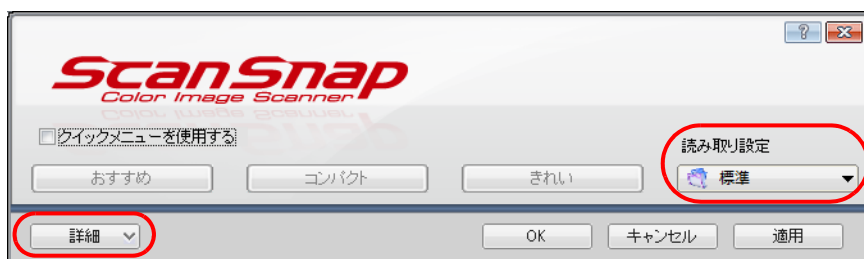 ScanSnap
Color Image Scanner
クイックメニューを使用する
読み取り設定
おすすめ
コンパクト
きれい
標準
詳細
OK
キャンセル
適用